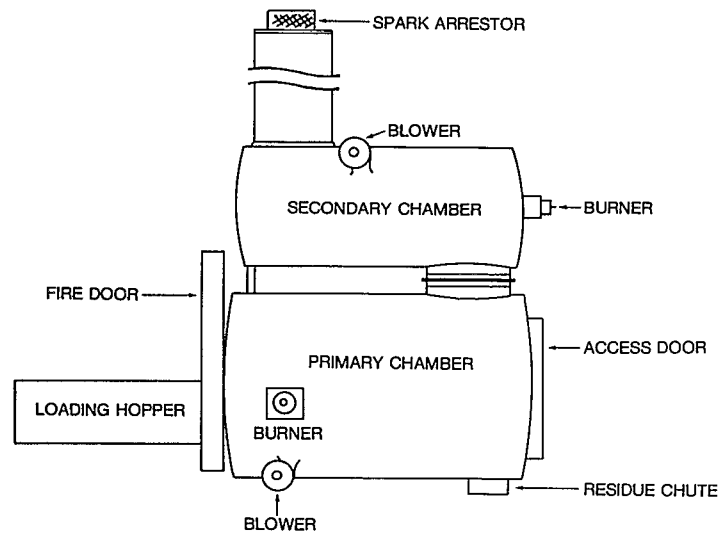 SPARK ARRESTOR
BLOWER
SECONDARY CHAMBER
BURNER
FIRE DOOR
PRIMARY CHAMBER
ACCESS DOOR
LOADING HOPPER
BURNER
RESIDUE CHUTE
BLOWER